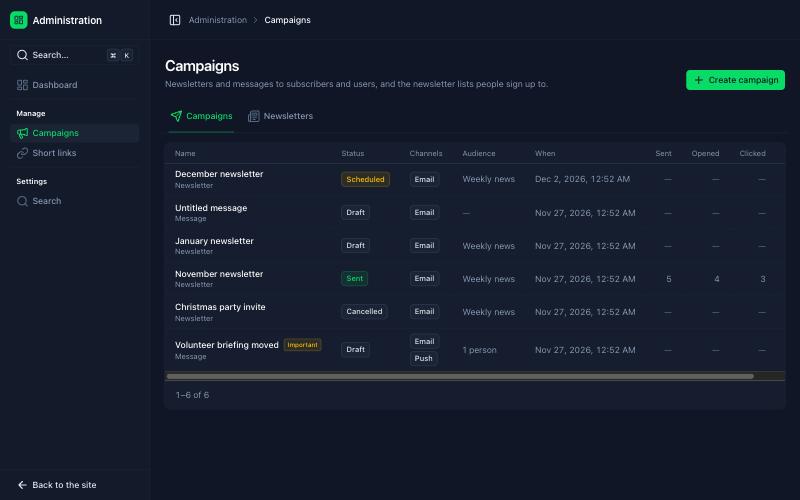 Administration
Administration > Campaigns
Search... ⌘ K
Dashboard
Manage
Campaigns
Short links
Settings
Search
Back to the site
Campaigns
Newsletters and messages to subscribers and users, and the newsletter lists people sign up to.
Create campaign
Campaigns Newsletters
Name Status Channels Audience When Sent Opened Clicked
December newsletter Scheduled Email Weekly news Dec 2, 2026, 12:52 AM — — —
Newsletter
Untitled message Draft Email — Nov 27, 2026, 12:52 AM — — —
Message
January newsletter Draft Email Weekly news Nov 27, 2026, 12:52 AM — — —
Newsletter
November newsletter Sent Email Weekly news Nov 27, 2026, 12:52 AM 5 4 3
Newsletter
Christmas party invite Cancelled Email Weekly news Nov 27, 2026, 12:52 AM — — —
Newsletter
Volunteer briefing moved Important Draft Email Push 1 person Nov 27, 2026, 12:52 AM — — —
Message
1–6 of 6